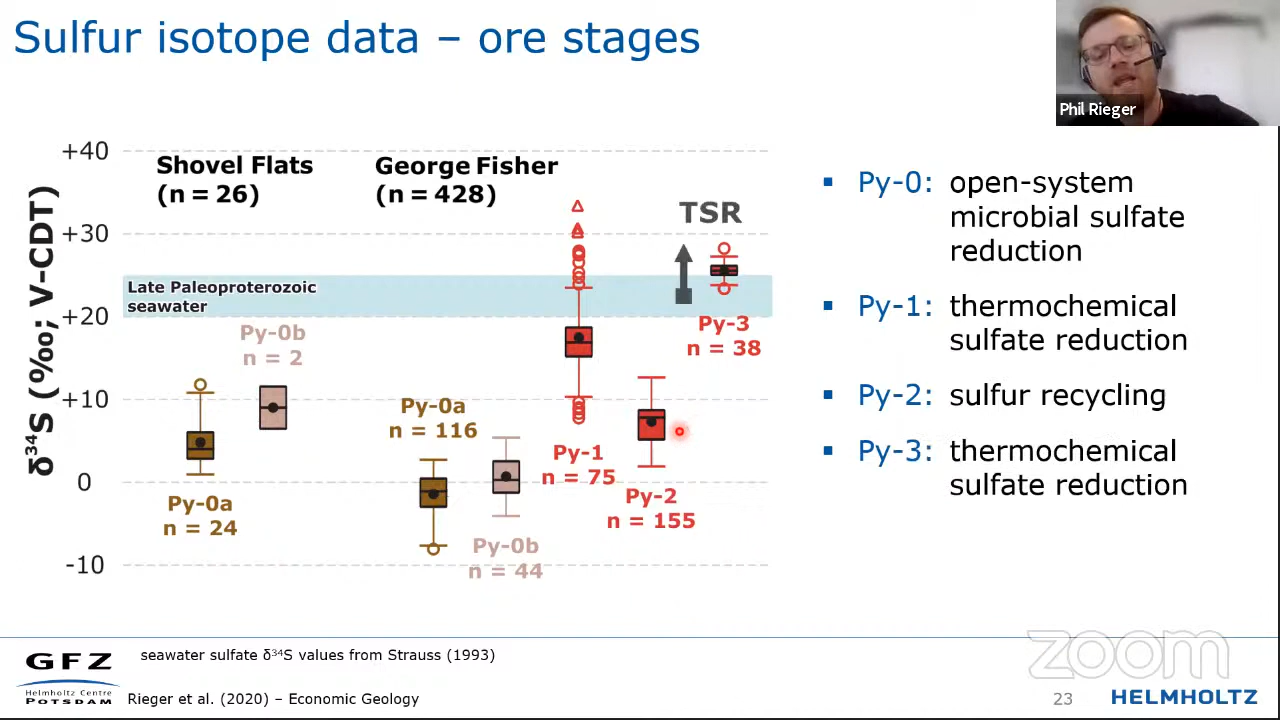 Sulfur isotope data – ore stages
Phil Rieger
δ³⁴S (‰; V-CDT)
+40
+30
+20
+10
0
-10
Shovel Flats
(n = 26)
George Fisher
(n = 428)
TSR
Late Paleoproterozoic
seawater
Py-0b
n = 2
Py-0a
n = 24
Py-0a
n = 116
Py-0b
n = 44
Py-1
n = 75
Py-2
n = 155
Py-3
n = 38
▪ Py-0: open-system
microbial sulfate
reduction
▪ Py-1: thermochemical
sulfate reduction
▪ Py-2: sulfur recycling
▪ Py-3: thermochemical
sulfate reduction
GFZ
Helmholtz Centre
POTSDAM
seawater sulfate δ³⁴S values from Strauss (1993)
Rieger et al. (2020) – Economic Geology
zoom
23
HELMHOLTZ